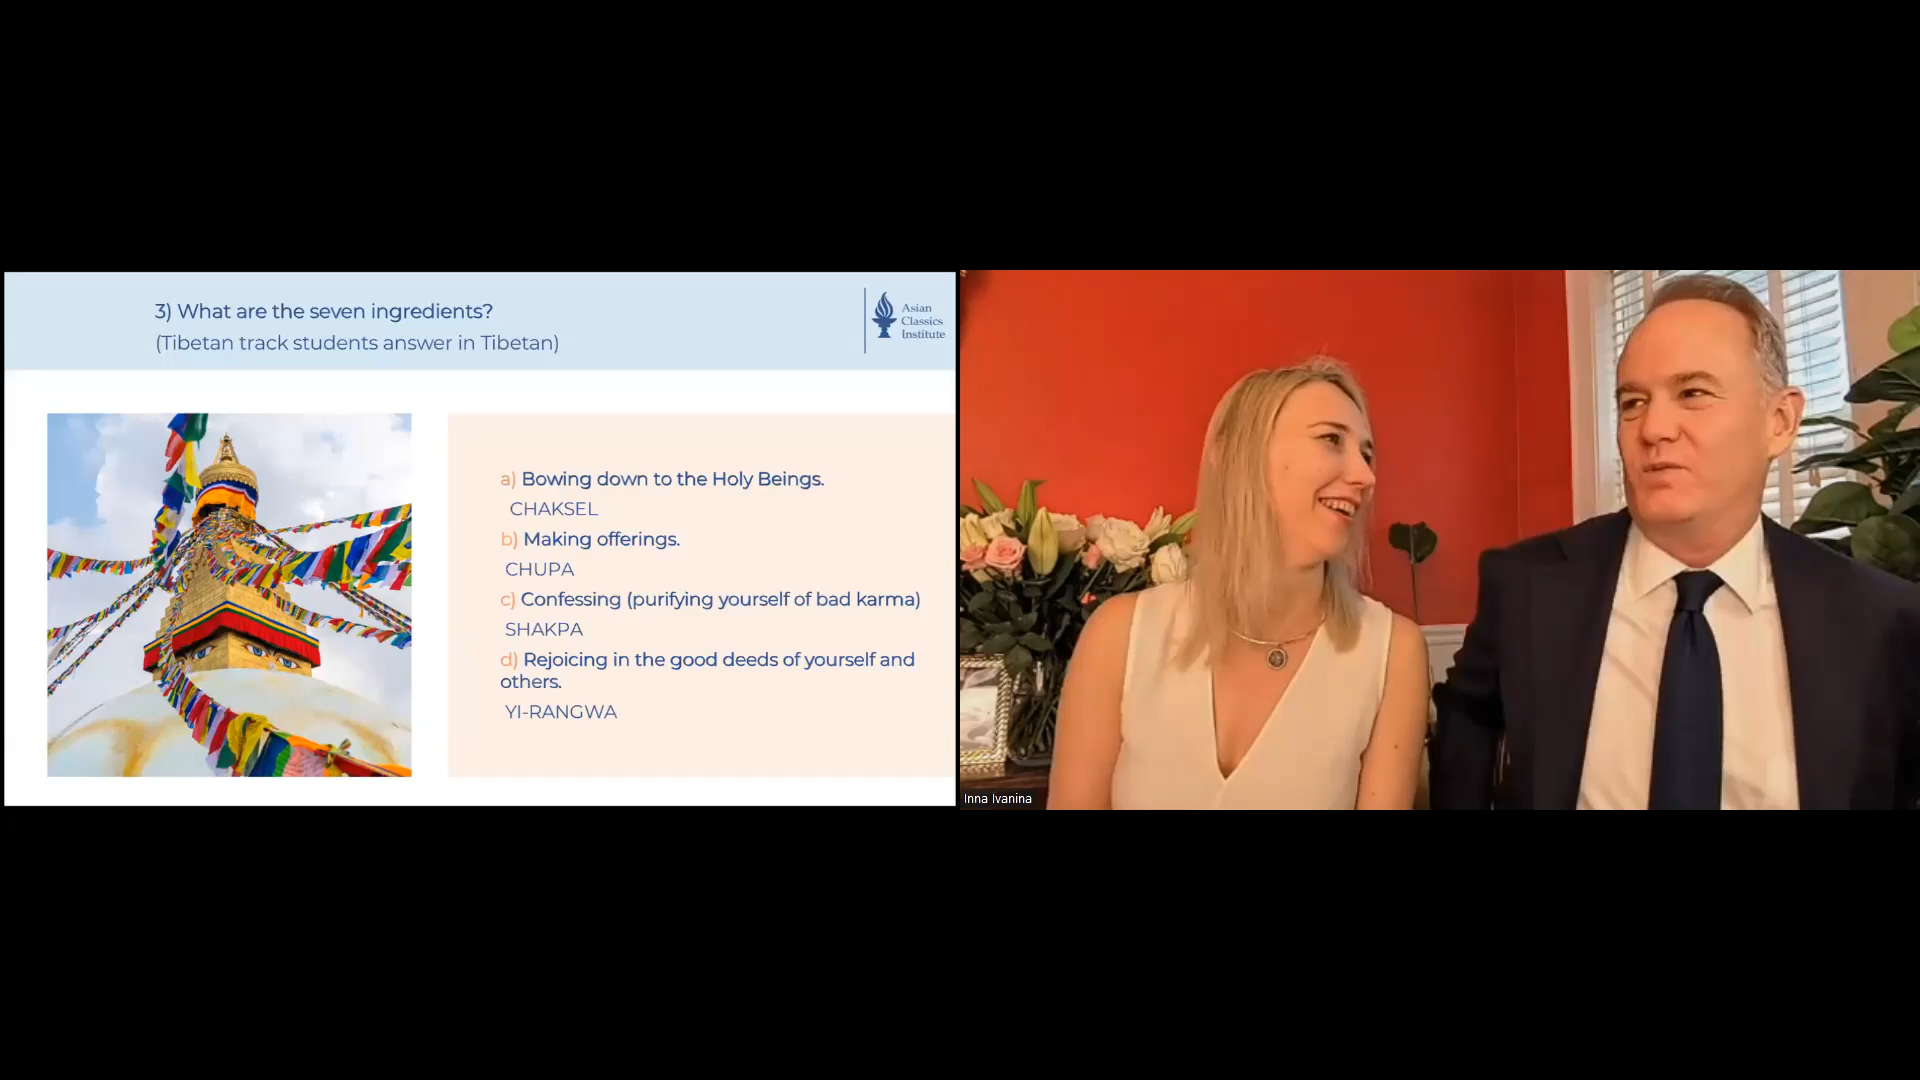 3) What are the seven ingredients?
(Tibetan track students answer in Tibetan)
Asian
Classics
Institute
a) Bowing down to the Holy Beings.
CHAKSEL
b) Making offerings.
CHUPA
c) Confessing (purifying yourself of bad karma)
SHAKPA
d) Rejoicing in the good deeds of yourself and
others.
YI-RANGWA
Inna Ivanina